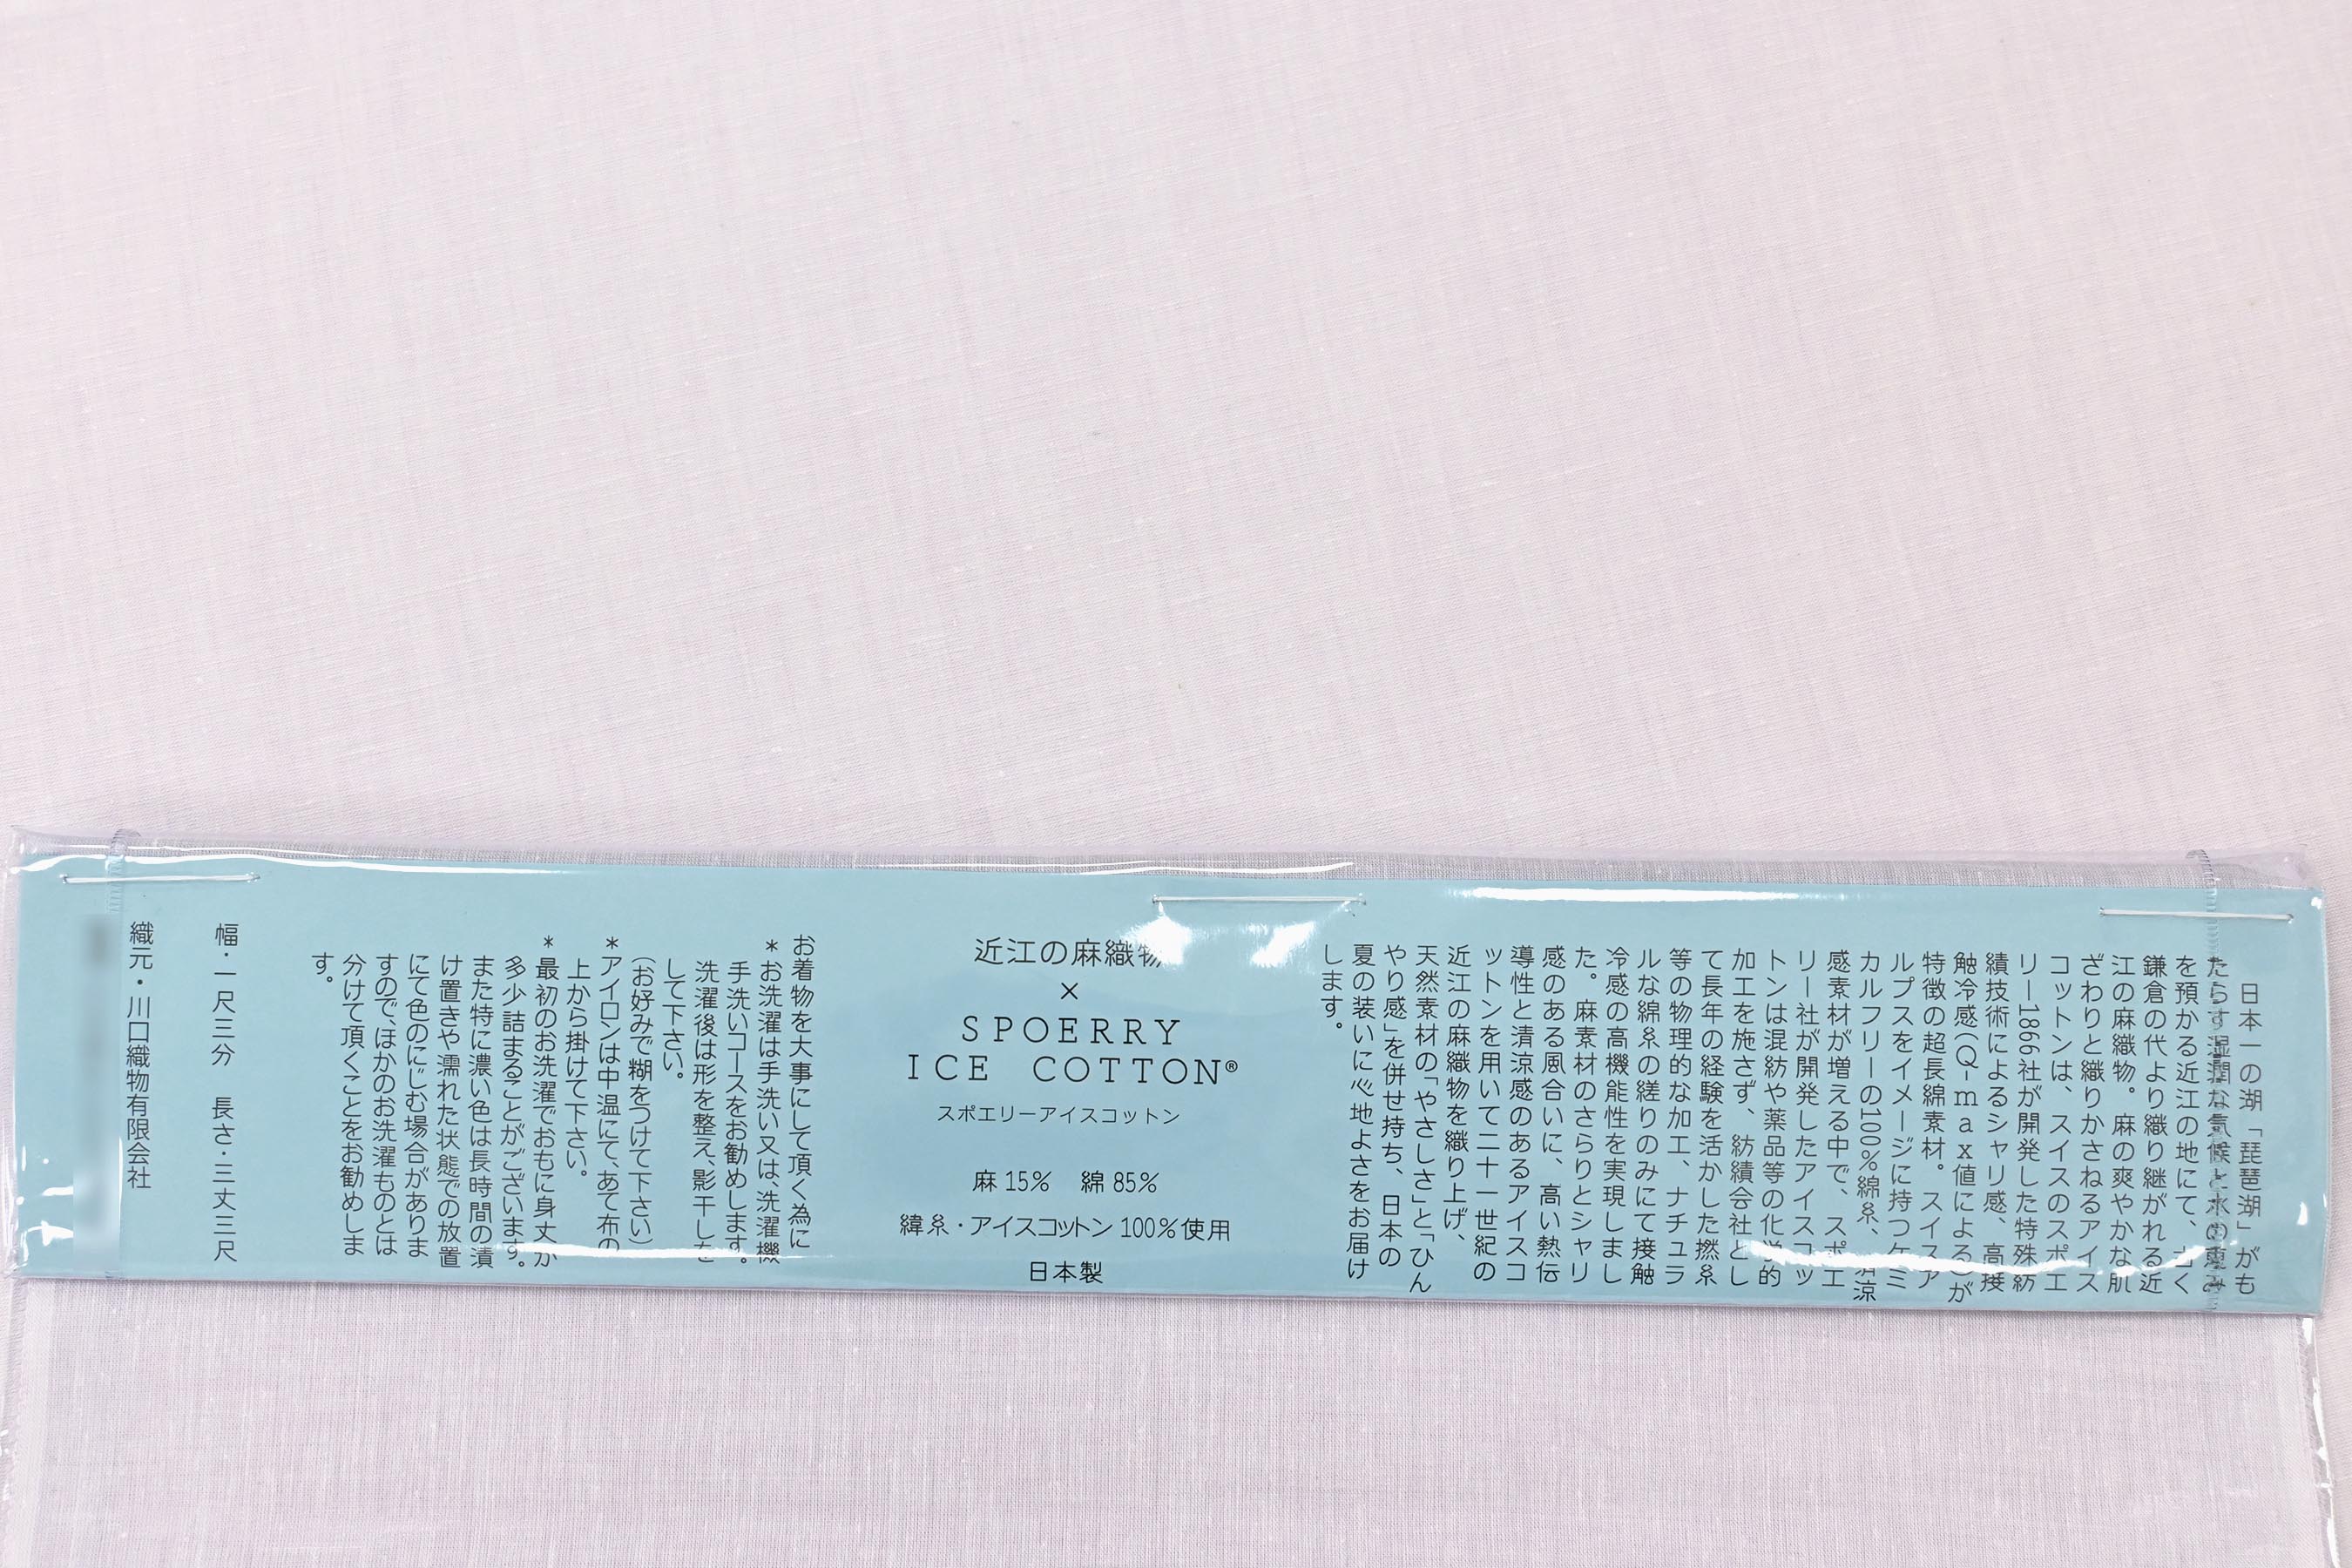 日本一の湖「琵琶湖」がも
たらす湿潤な気候と水の恵み
を預かる近江の地にて、古く
鎌倉の代より織り継がれる近
江の麻織物。麻の爽やかな肌
ざわりと織りかさねるアイス
コットンは、スイスのスポエ
リー1866社が開発した特殊紡
績技術によるシャリ感、高接
触冷感(Q-max値による)が
特徴の超長綿素材。スイスア
ルプスをイメージに持つケミ
カルフリーの100%綿糸、清涼
感素材が増える中で、スポエ
リー社が開発したアイスコッ
トンは混紡や薬品等の化学的
加工を施さず、紡績会社とし
て長年の経験を活かした撚糸
等の物理的な加工、ナチュラ
ルな綿糸の縒りのみにて接触
冷感の高機能性を実現しまし
た。麻素材のさらりとシャリ
感のある風合いに、高い熱伝
導性と清涼感のあるアイスコ
ットンを用いて二十一世紀の
近江の麻織物を織り上げ、
天然素材の「やさしさ」と「ひん
やり感」を併せ持ち、日本の
夏の装いに心地よさをお届け
します。
近江の麻織物
×
SPOERRY
ICE COTTON®
スポエリーアイスコットン
麻 15% 綿 85%
緯糸・アイスコットン 100%使用
日本製
お着物を大事にして頂く為に
*お洗濯は手洗い又は、洗濯機
手洗いコースをお勧めします。
洗濯後は形を整え、影干しを
して下さい。
(お好みで糊をつけて下さい)
*アイロンは中温にて、あて布の
上から掛けて下さい。
*最初のお洗濯でおもに身丈が
多少詰まることがございます。
また特に濃い色は長時間の漬
け置きや濡れた状態での放置
にて色のにじむ場合がありま
すので、ほかのお洗濯ものとは
分けて頂くことをお勧めしま
す。
幅・一尺三分 長さ・三丈三尺
織元・川口織物有限会社